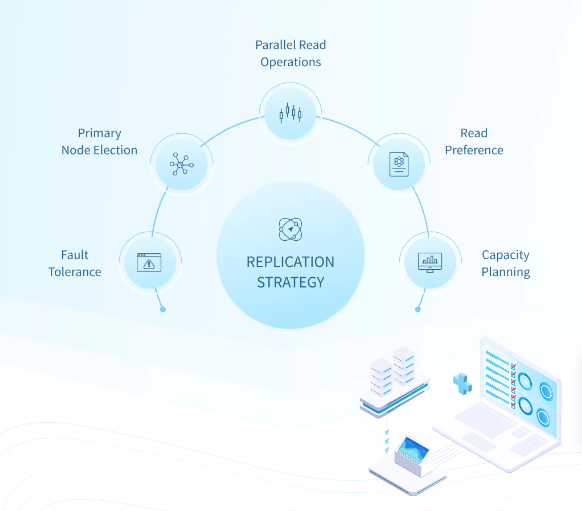 Parallel Read
Operations
Primary
Node Election
Read
Preference
Fault
Tolerance
REPLICATION
STRATEGY
Capacity
Planning